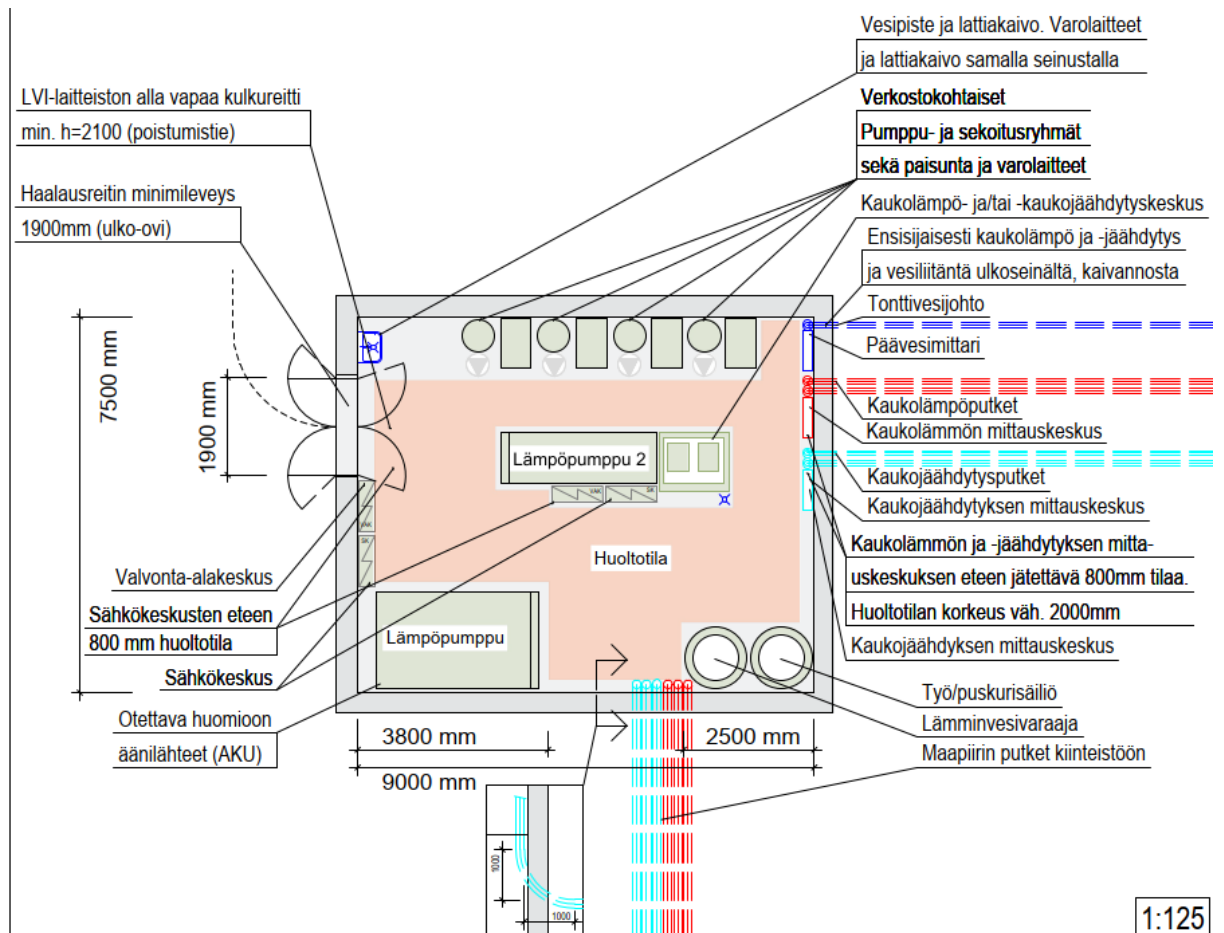 Vesipiste ja lattiakaivo. Varolaitteet
ja lattiakaivo samalla seinustalla
LVI-laitteiston alla vapaa kulkureitti
min. h=2100 (poistumistie)
Verkostokohtaiset
Pumppu- ja sekoitusryhmät
sekä paisunta ja varolaitteet
Haalausreitin minimileveys
1900mm (ulko-ovi)
Kaukolämpö- ja/tai -kaukojäähdytyskeskus
Ensisijaisesti kaukolämpö ja -jäähdytys
ja vesiliitäntä ulkoseinältä, kaivannosta
Tonttivesijohto
Päävesimittari
7500 mm
1900 mm
Kaukolämpöputket
Kaukolämmön mittauskeskus
Lämpöpumppu 2
VAK
SK
Kaukojäähdytysputket
Kaukojäähdytyksen mittauskeskus
VAK
SK
Huoltotila
Kaukolämmön ja -jäähdytyksen mitta-
uskeskuksen eteen jätettävä 800mm tilaa.
Huoltotilan korkeus väh. 2000mm
Kaukojäähdyksen mittauskeskus
Valvonta-alakeskus
Sähkökeskusten eteen
800 mm huoltotila
Sähkökeskus
Lämpöpumppu
Otettava huomioon
äänilähteet (AKU)
Työ/puskurisäiliö
Lämminvesivaraaja
Maapiirin putket kiinteistöön
3800 mm
2500 mm
9000 mm
1000
1000
1:125